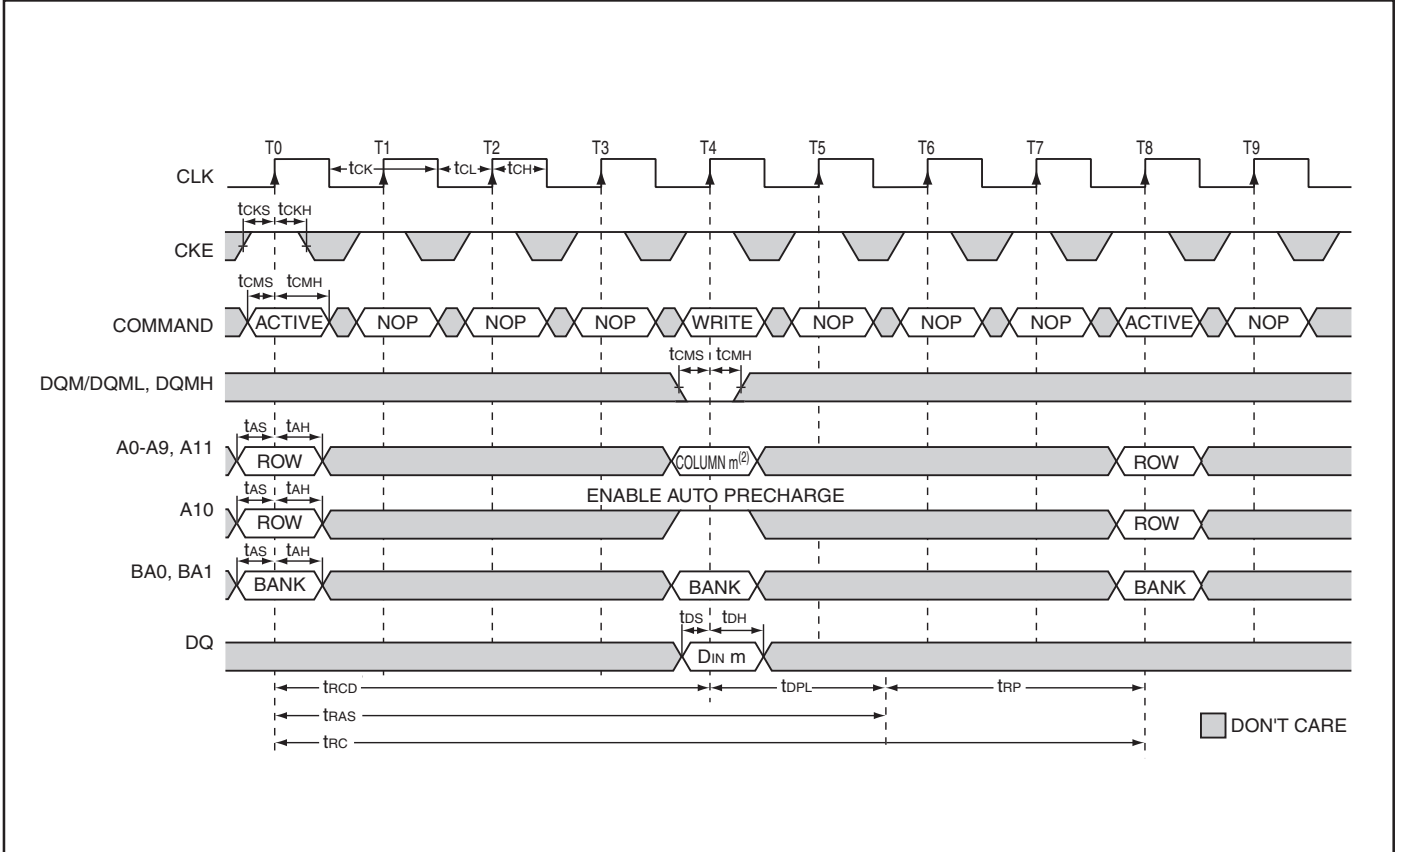 T0 T1 T2 T3 T4 T5 T6 T7 T8 T9
CLK tCK tCL tCH
tCKS tCKH
CKE
tCMS tCMH
COMMAND ACTIVE NOP NOP NOP WRITE NOP NOP NOP ACTIVE NOP
tCMS tCMH
DQM/DQML, DQMH
tAS tAH
A0-A9, A11 ROW COLUMN m(2) ROW
tAS tAH ENABLE AUTO PRECHARGE
A10 ROW ROW
tAS tAH
BA0, BA1 BANK BANK BANK
tDS tDH
DQ DIN m
tRCD tDPL tRP
tRAS
DON'T CARE
tRC